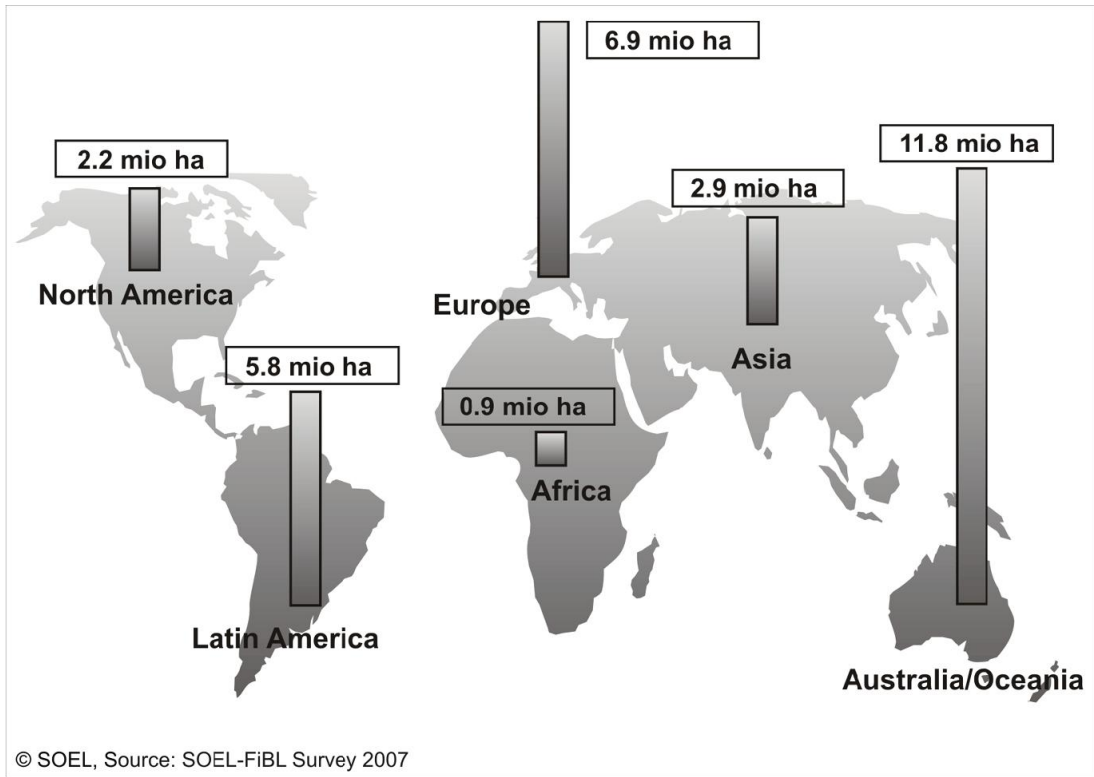 6.9 mio ha
11.8 mio ha
2.2 mio ha
2.9 mio ha
North America
Europe
5.8 mio ha
Asia
0.9 mio ha
Africa
Latin America
Australia/Oceania
© SOEL, Source: SOEL-FiBL Survey 2007